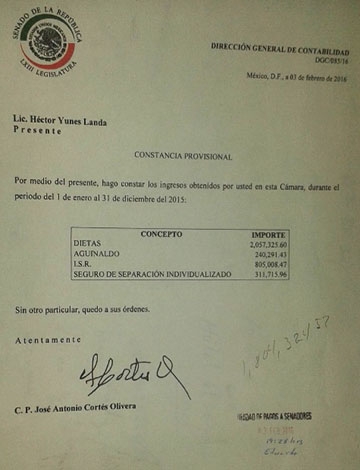 SENADO DE LA REPÚBLICA
LXIII LEGISLATURA
DIRECCIÓN GENERAL DE CONTABILIDAD
DGC/085/16
México, D.F., a 03 de febrero de 2016
Lic. Héctor Yunes Landa
Presente
CONSTANCIA PROVISIONAL
Por medio del presente, hago constar los ingresos obtenidos por usted en esta Cámara, durante el
periodo del 1 de enero al 31 de diciembre del 2015:
CONCEPTO IMPORTE
DIETAS 2,057,325.60
AGUINALDO 240,291.43
I.S.R. 805,008.47
SEGURO DE SEPARACIÓN INDIVIDUALIZADO 311,715.96
Sin otro particular, quedo a sus órdenes.
Atentamente
C. P. José Antonio Cortés Olivera
DE PAGOS A SENADORES